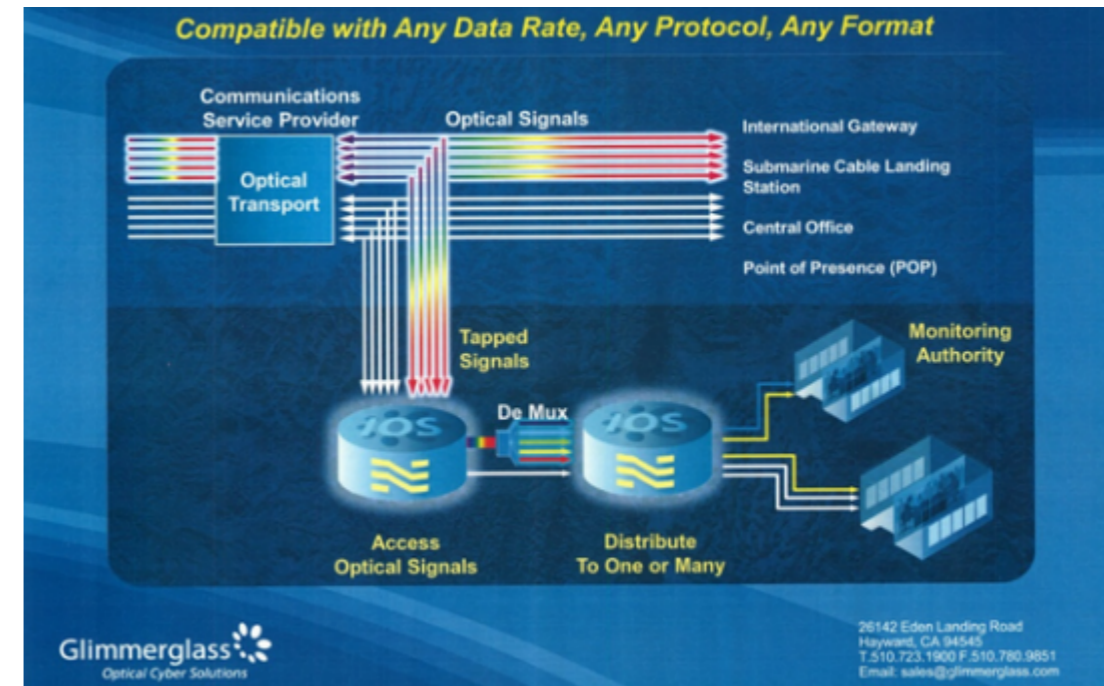 Compatible with Any Data Rate, Any Protocol, Any Format
Communications
Service Provider
Optical Signals
International Gateway
Submarine Cable Landing
Station
Optical
Transport
Central Office
Point of Presence (POP)
Tapped
Signals
Monitoring
Authority
De Mux
iOS
iOS
Access
Optical Signals
Distribute
To One or Many
Glimmerglass
Optical Cyber Solutions
26142 Eden Landing Road
Hayward, CA 94545
T.510.723.1900 F.510.780.9851
Email: sales@glimmerglass.com